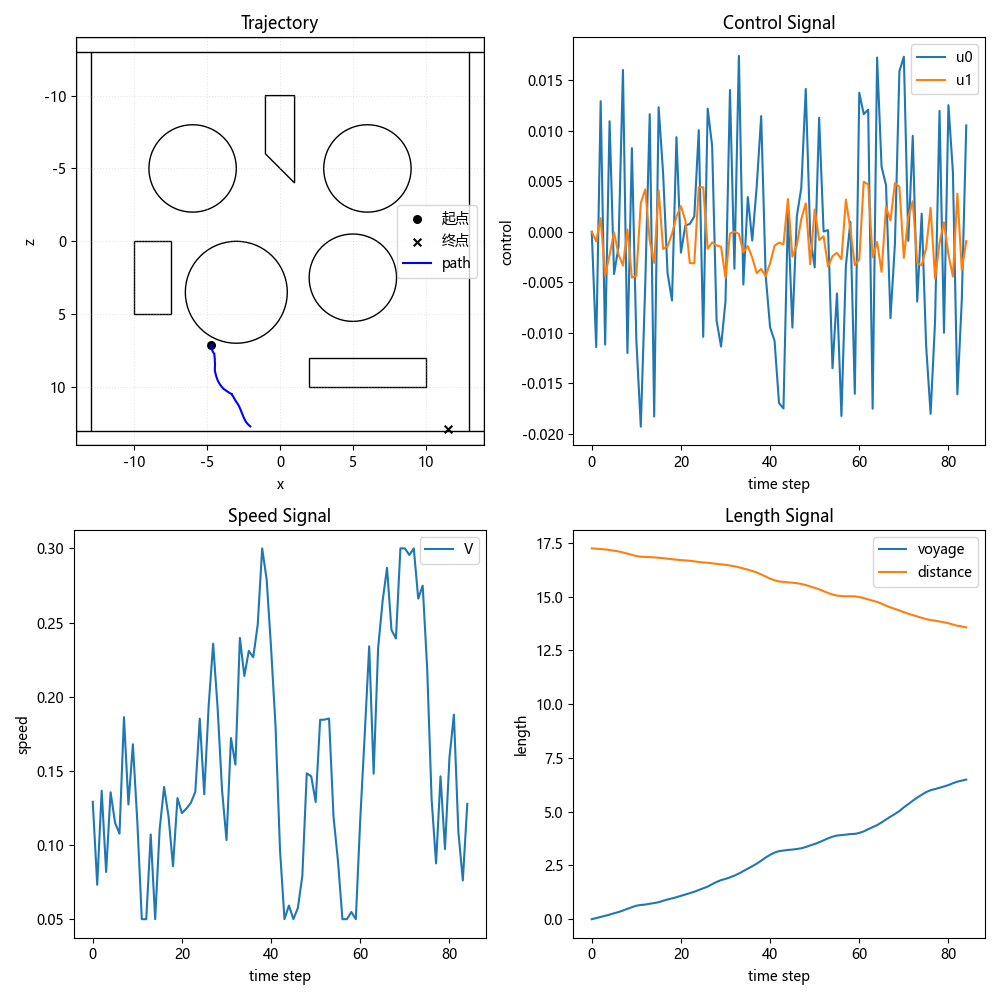 Trajectory
-10
-5
0
5
10
z
-10
-5
0
5
10
x
起点
终点
path
Control Signal
0.015
0.010
0.005
0.000
-0.005
-0.010
-0.015
-0.020
control
0
20
40
60
80
time step
u0
u1
Speed Signal
0.30
0.25
0.20
0.15
0.10
0.05
speed
0
20
40
60
80
time step
V
Length Signal
17.5
15.0
12.5
10.0
7.5
5.0
2.5
0.0
length
0
20
40
60
80
time step
voyage
distance